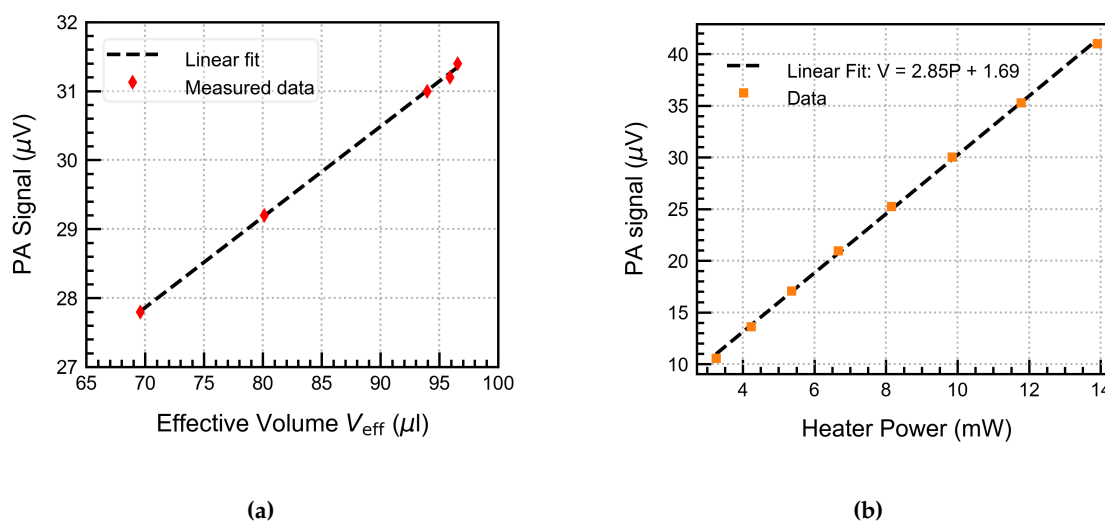 32
31
30
29
28
27
65 70 75 80 85 90 95 100
PA Signal (μV)
Effective Volume Veff (μl)
Linear fit
Measured data
(a)
40
35
30
25
20
15
10
4 6 8 10 12 14
PA signal (μV)
Heater Power (mW)
Linear Fit: V = 2.85P + 1.69
Data
(b)